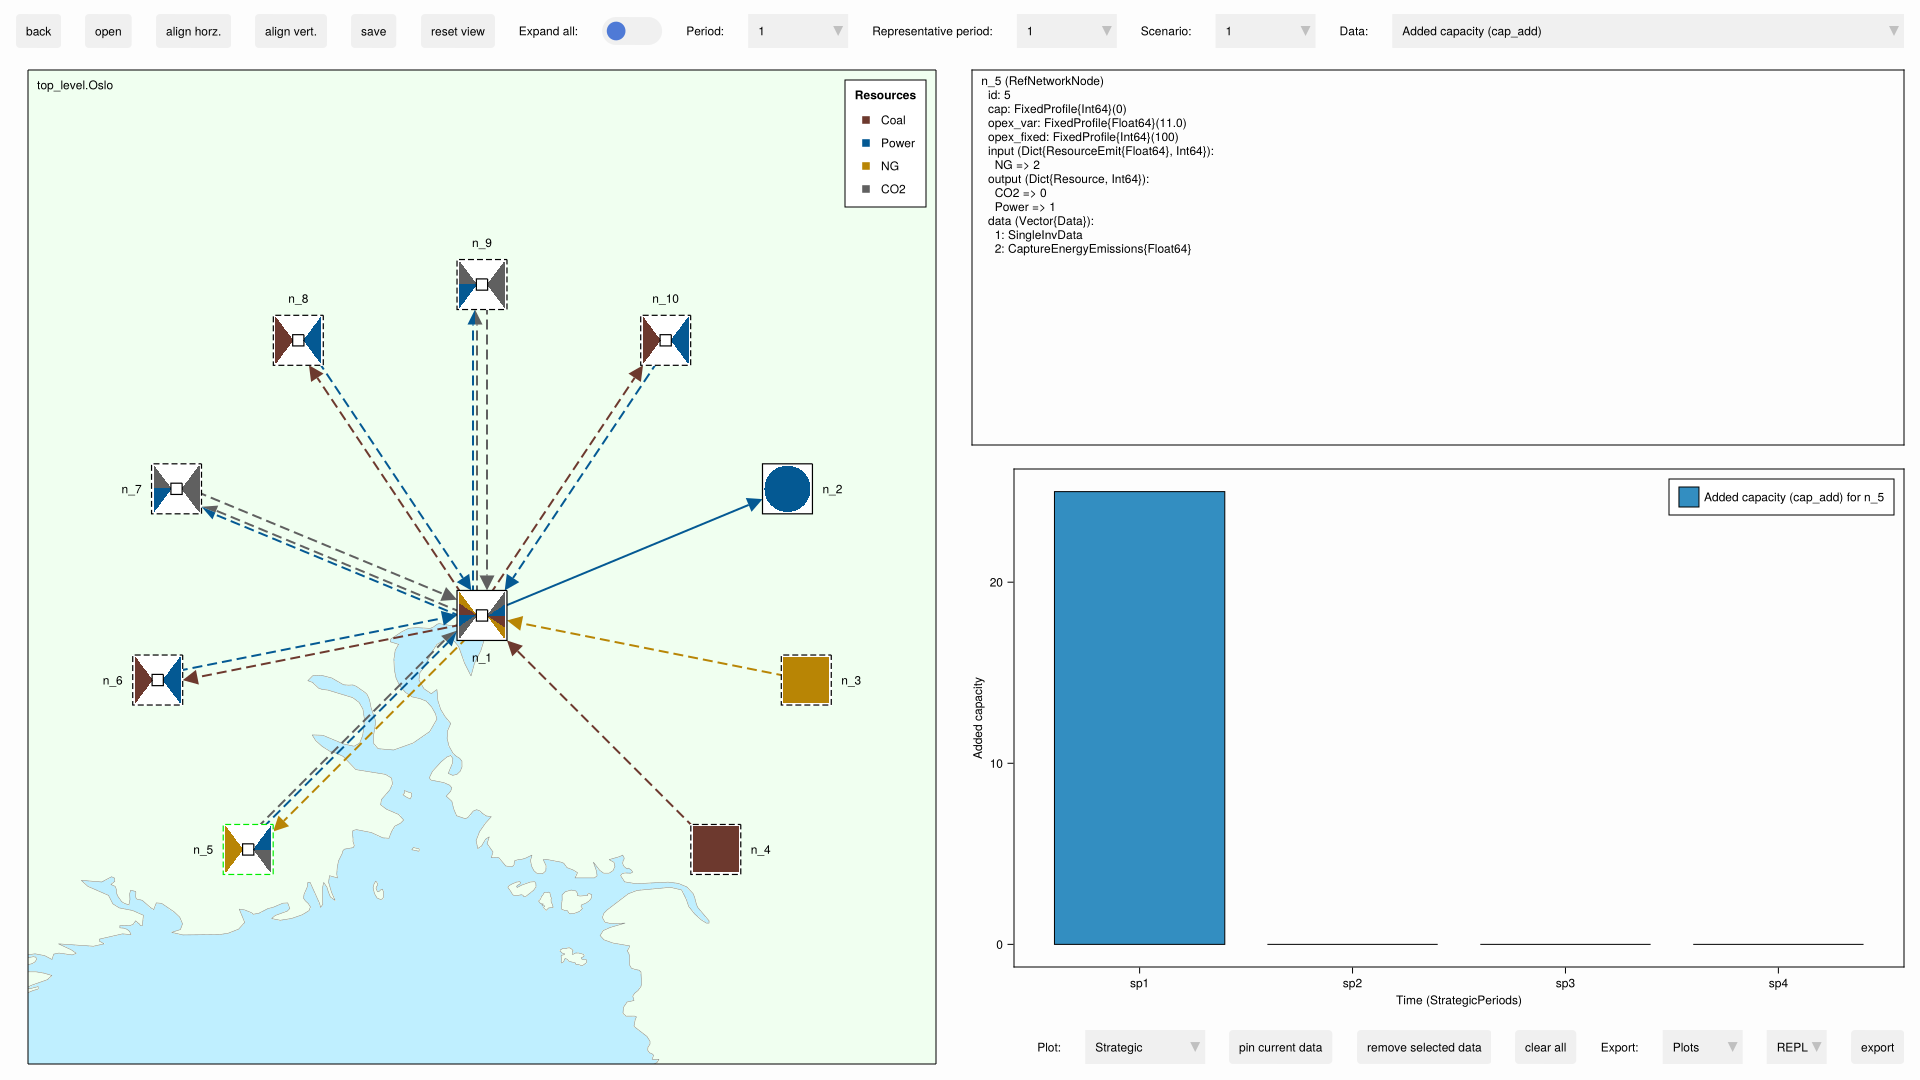 back open align horz. align vert. save reset view Expand all: Period: 1 Representative period: 1 Scenario: 1 Data: Added capacity (cap_add)
top_level.Oslo
Resources
Coal
Power
NG
CO2
n_9
n_8
n_10
n_7
n_2
n_1
n_6
n_3
n_5
n_4
n_5 (RefNetworkNode)
id: 5
cap: FixedProfile{Int64}(0)
opex_var: FixedProfile{Float64}(11.0)
opex_fixed: FixedProfile{Int64}(100)
input (Dict{ResourceEmit{Float64}, Int64}):
NG => 2
output (Dict{Resource, Int64}):
CO2 => 0
Power => 1
data (Vector{Data}):
1: SingleInvData
2: CaptureEnergyEmissions{Float64}
Added capacity (cap_add) for n_5
Added capacity
20
10
0
sp1 sp2 sp3 sp4
Time (StrategicPeriods)
Plot: Strategic pin current data remove selected data clear all Export: Plots REPL export